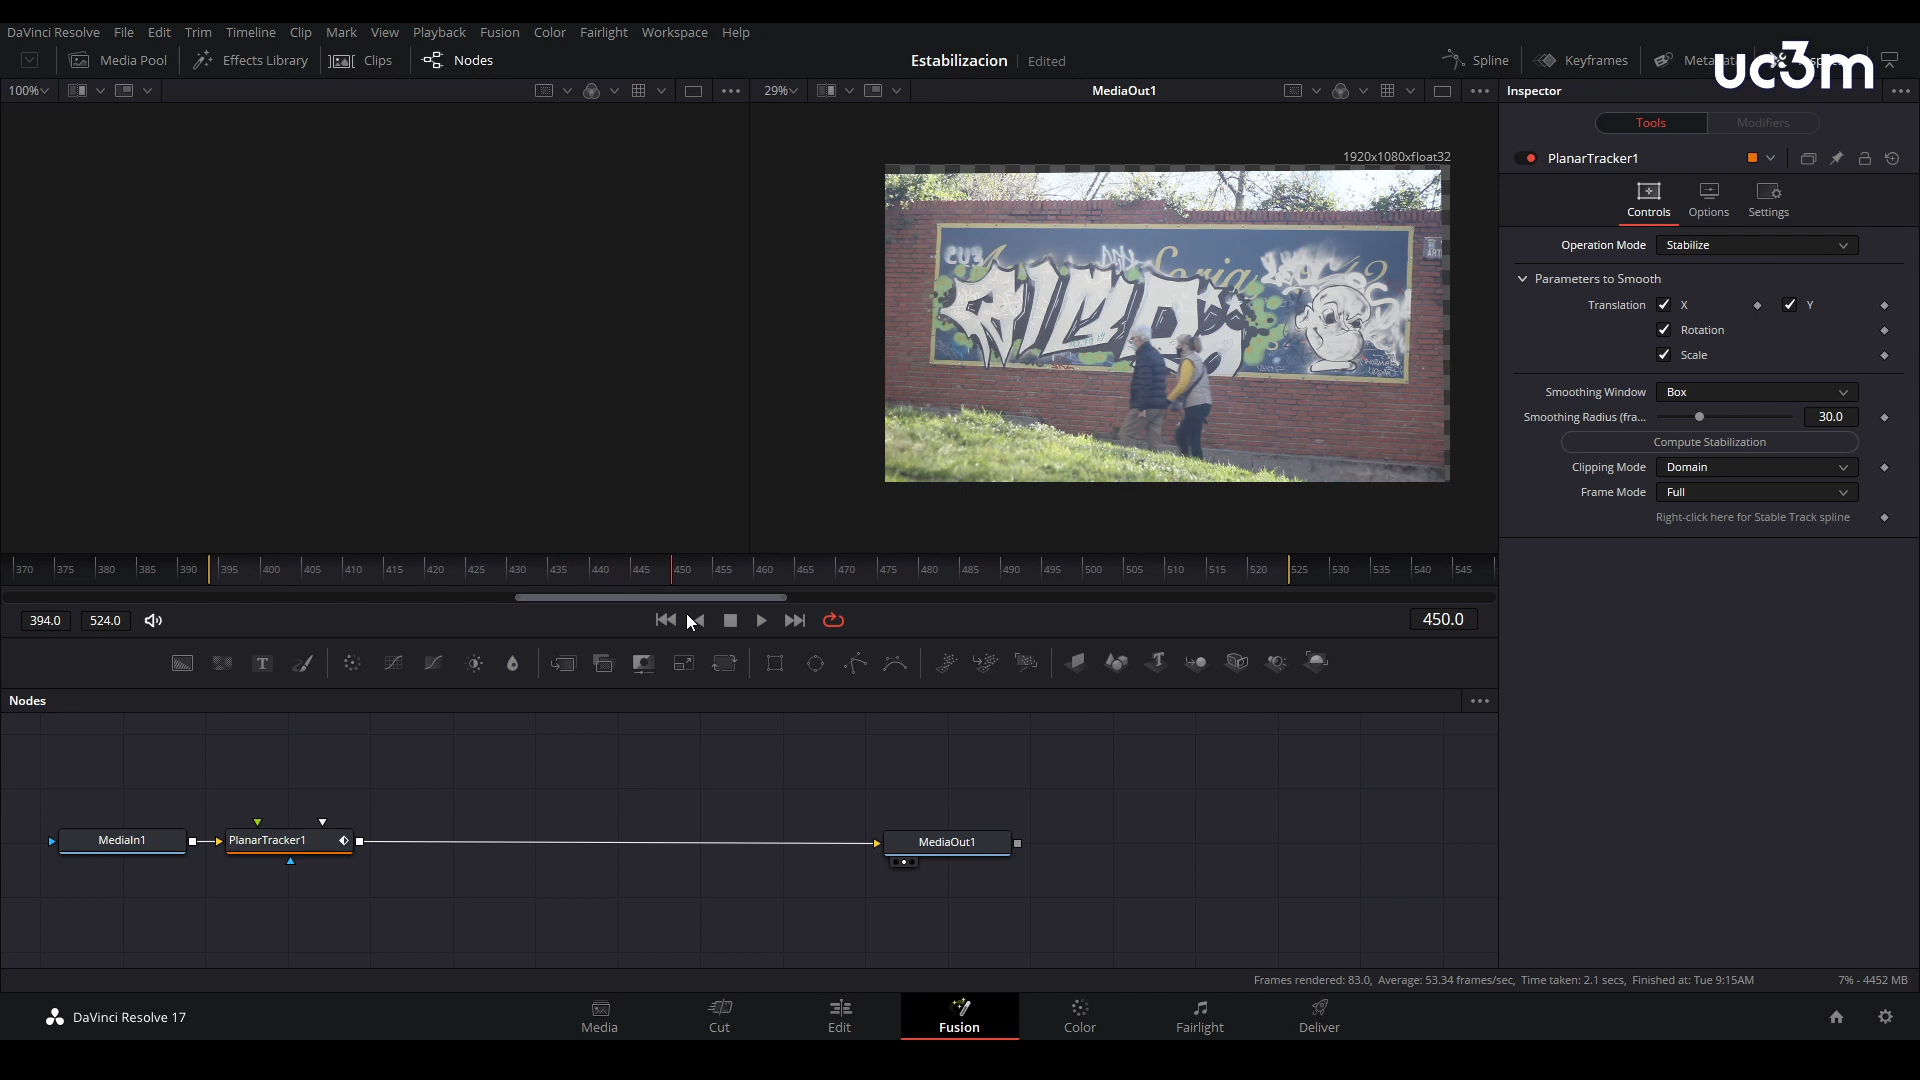 DaVinci Resolve File Edit Trim Timeline Clip Mark View Playback Fusion Color Fairlight Workspace Help
Media Pool Effects Library Clips Nodes Estabilizacion Edited Spline Keyframes
uc3m
100% 29% MediaOut1 Inspector
Tools Modifiers
1920x1080xfloat32
PlanarTracker1
Controls Options Settings
Operation Mode Stabilize
Parameters to Smooth
Translation X Y
Rotation
Scale
Smoothing Window Box
Smoothing Radius (fra... 30.0
Compute Stabilization
Clipping Mode Domain
Frame Mode Full
Right-click here for Stable Track spline
370 375 380 385 390 395 400 405 410 415 420 425 430 435 440 445 450 455 460 465 470 475 480 485 490 495 500 505 510 515 520 525 530 535 540 545
394.0 524.0 450.0
Nodes
MediaIn1 PlanarTracker1 MediaOut1
Frames rendered: 83.0, Average: 53.34 frames/sec, Time taken: 2.1 secs, Finished at: Tue 9:15AM 7% - 4452 MB
DaVinci Resolve 17 Media Cut Edit Fusion Color Fairlight Deliver